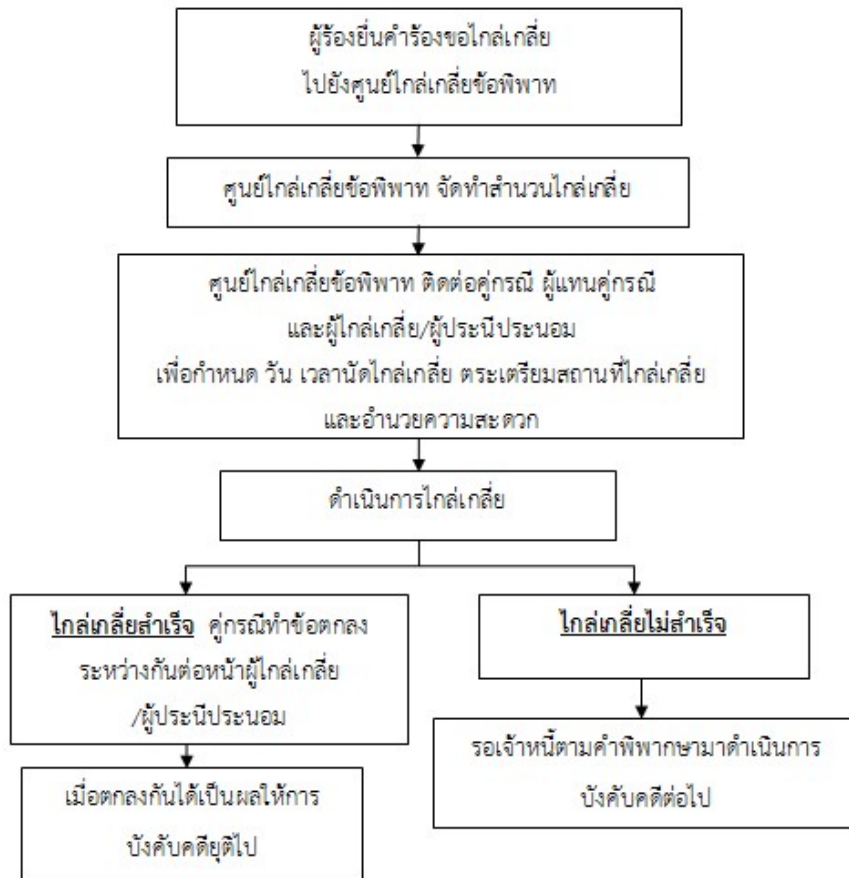 ผู้ร้องยื่นคำร้องขอไกล่เกลี่ย
ไปยังศูนย์ไกล่เกลี่ยข้อพิพาท
ศูนย์ไกล่เกลี่ยข้อพิพาท จัดทำสำนวนไกล่เกลี่ย
ศูนย์ไกล่เกลี่ยข้อพิพาท ติดต่อคู่กรณี ผู้แทนคู่กรณี
และผู้ไกล่เกลี่ย/ผู้ประนีประนอม
เพื่อกำหนด วัน เวลานัดไกล่เกลี่ย ตระเตรียมสถานที่ไกล่เกลี่ย
และอำนวยความสะดวก
ดำเนินการไกล่เกลี่ย
ไกล่เกลี่ยสำเร็จ คู่กรณีทำข้อตกลง
ระหว่างกันต่อหน้าผู้ไกล่เกลี่ย
/ผู้ประนีประนอม
เมื่อตกลงกันได้เป็นผลให้การ
บังคับคดียุติไป
ไกล่เกลี่ยไม่สำเร็จ
รอเจ้าหนี้ตามคำพิพากษามาดำเนินการ
บังคับคดีต่อไป